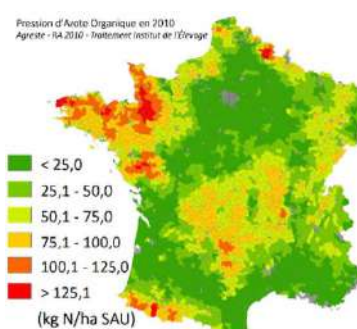 Pression d'Azote Organique en 2010
Agreste - RA 2010 - Traitement Institut de l'Élevage
< 25,0
25,1 - 50,0
50,1 - 75,0
75,1 - 100,0
100,1 - 125,0
> 125,1
(kg N/ha SAU)